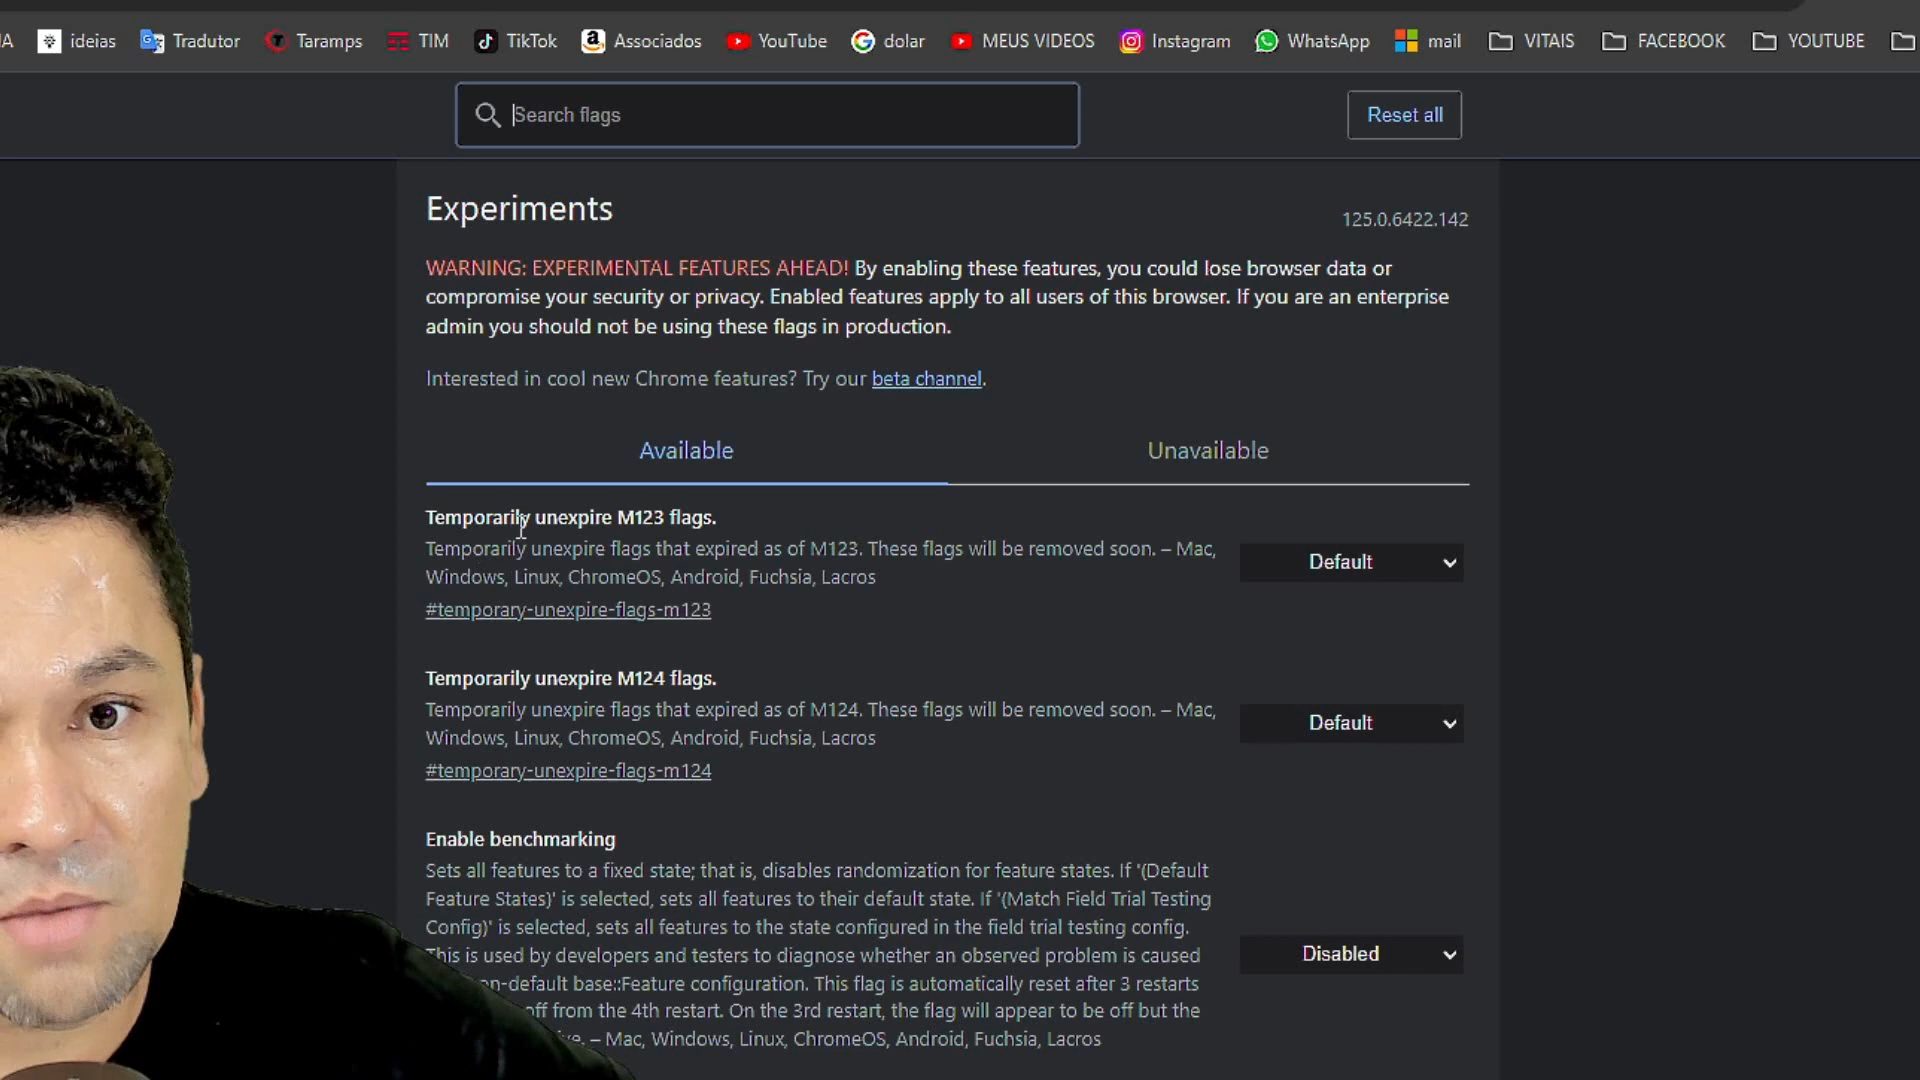 ideias Tradutor Taramps TIM TikTok Associados YouTube dolar MEUS VIDEOS Instagram WhatsApp mail VITAIS FACEBOOK YOUTUBE
Search flags
Reset all
Experiments
125.0.6422.142
WARNING: EXPERIMENTAL FEATURES AHEAD! By enabling these features, you could lose browser data or
compromise your security or privacy. Enabled features apply to all users of this browser. If you are an enterprise
admin you should not be using these flags in production.
Interested in cool new Chrome features? Try our beta channel.
Available
Unavailable
Temporarily unexpire M123 flags.
Temporarily unexpire flags that expired as of M123. These flags will be removed soon. – Mac,
Windows, Linux, ChromeOS, Android, Fuchsia, Lacros
#temporary-unexpire-flags-m123
Default
Temporarily unexpire M124 flags.
Temporarily unexpire flags that expired as of M124. These flags will be removed soon. – Mac,
Windows, Linux, ChromeOS, Android, Fuchsia, Lacros
#temporary-unexpire-flags-m124
Default
Enable benchmarking
Sets all features to a fixed state; that is, disables randomization for feature states. If '(Default
Feature States)' is selected, sets all features to their default state. If '(Match Field Trial Testing
Config)' is selected, sets all features to the state configured in the field trial testing config.
This is used by developers and testers to diagnose whether an observed problem is caused
on-default base::Feature configuration. This flag is automatically reset after 3 restarts
off from the 4th restart. On the 3rd restart, the flag will appear to be off but the
– Mac, Windows, Linux, ChromeOS, Android, Fuchsia, Lacros
Disabled